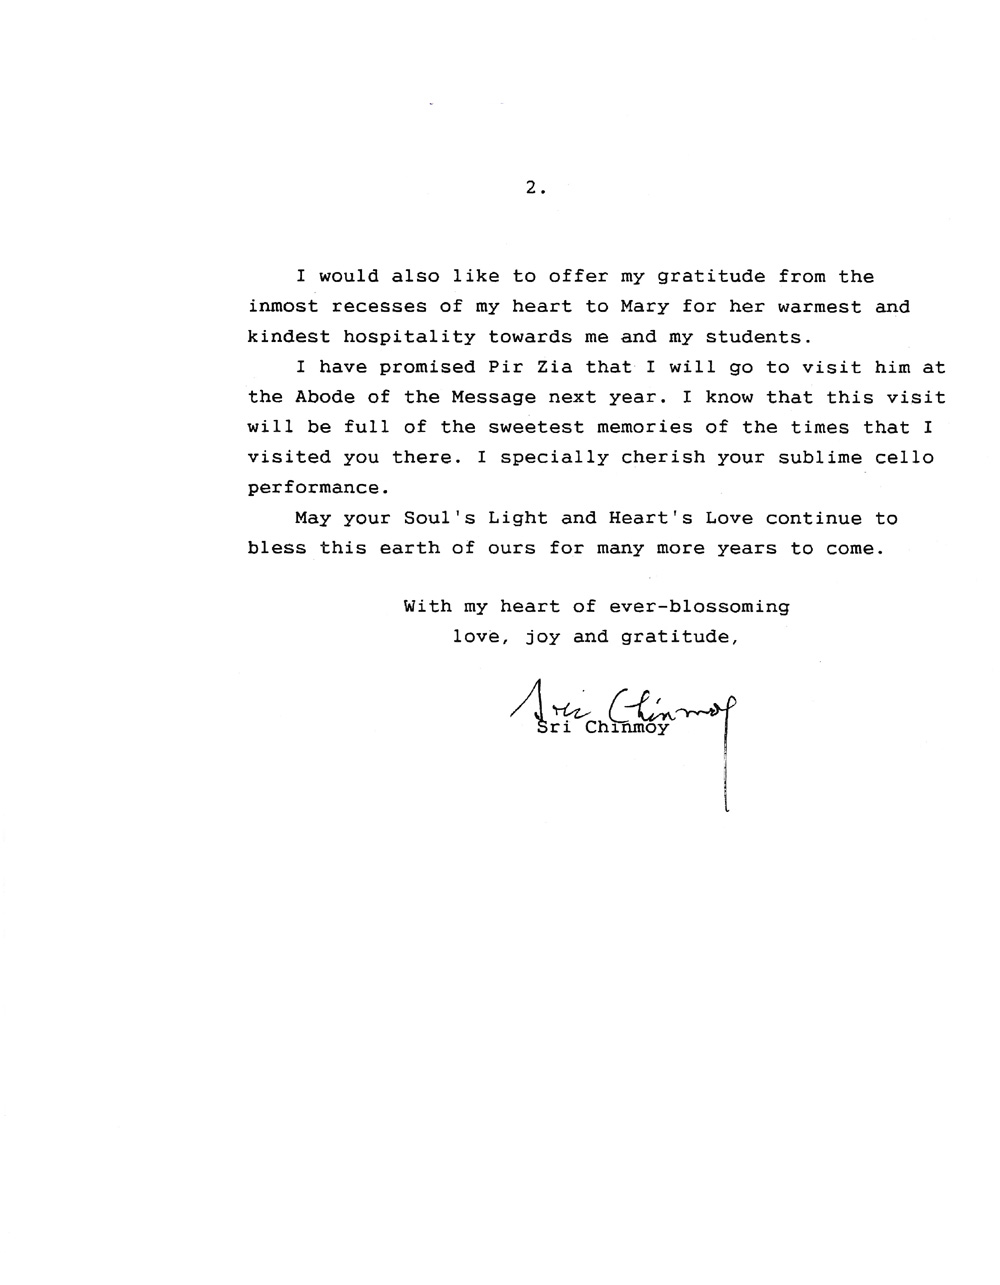 2.
I would also like to offer my gratitude from the
inmost recesses of my heart to Mary for her warmest and
kindest hospitality towards me and my students.
I have promised Pir Zia that I will go to visit him at
the Abode of the Message next year. I know that this visit
will be full of the sweetest memories of the times that I
visited you there. I specially cherish your sublime cello
performance.
May your Soul's Light and Heart's Love continue to
bless this earth of ours for many more years to come.
With my heart of ever-blossoming
love, joy and gratitude,
Sri Chinmoy
Sri Chinmoy